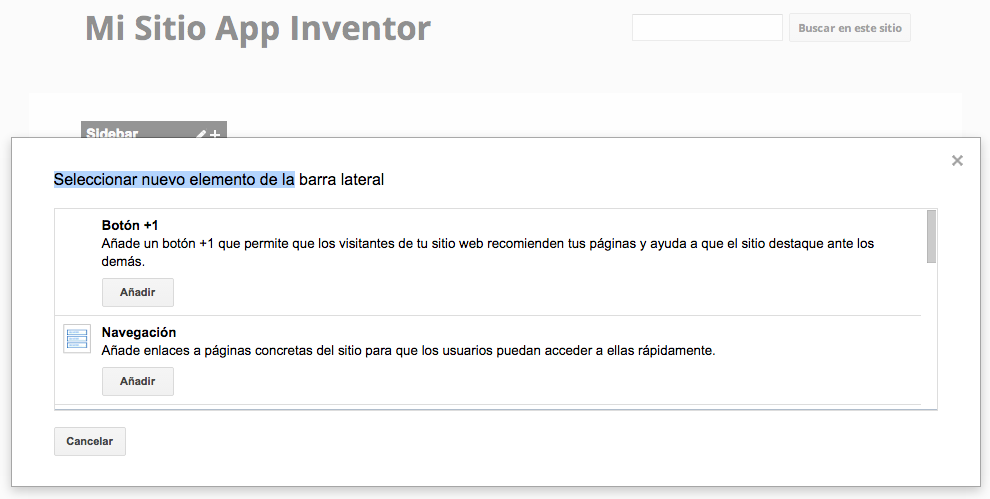 Mi Sitio App Inventor
Buscar en este sitio
Sidebar
Seleccionar nuevo elemento de la barra lateral
Botón +1
Añade un botón +1 que permite que los visitantes de tu sitio web recomienden tus páginas y ayuda a que el sitio destaque ante los
demás.
Añadir
Navegación
Añade enlaces a páginas concretas del sitio para que los usuarios puedan acceder a ellas rápidamente.
Añadir
Cancelar